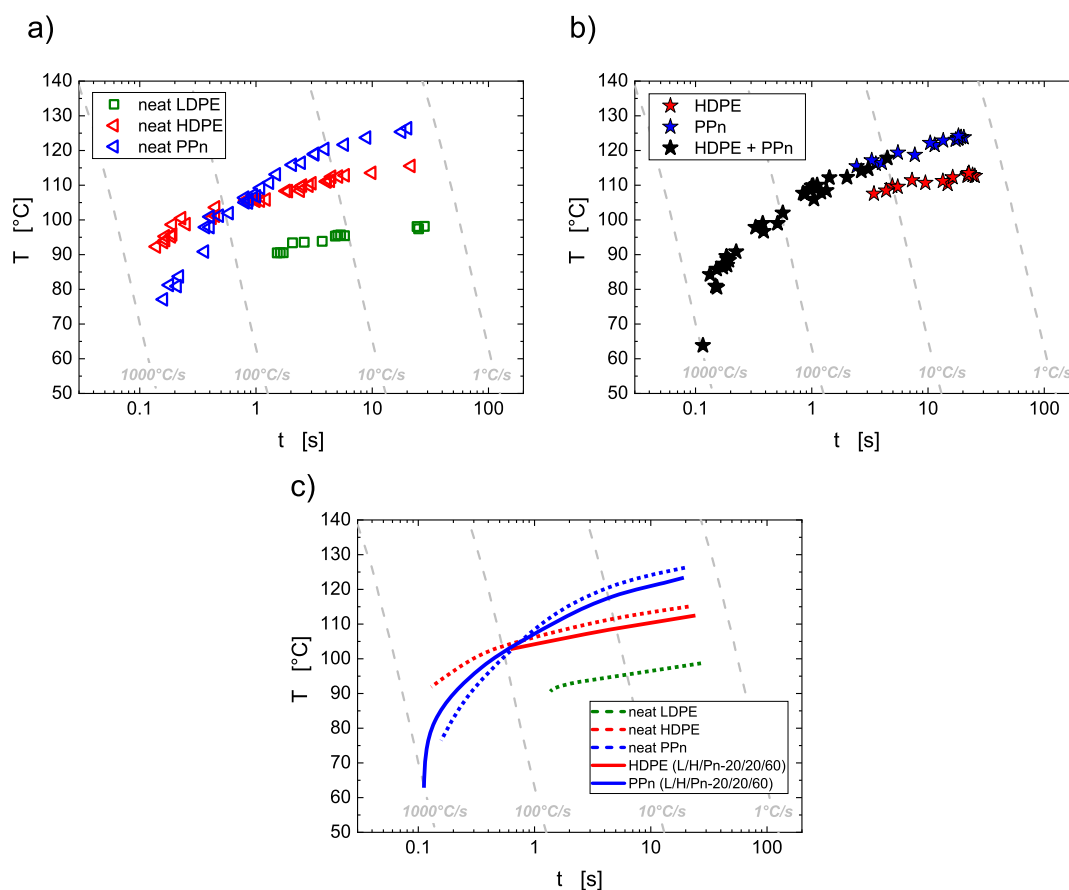 a)
140
130
120
110
100
90
80
70
60
50
T [°C]
neat LDPE
neat HDPE
neat PPn
1000°C/s
100°C/s
10°C/s
1°C/s
0.1
1
10
100
t [s]
b)
140
130
120
110
100
90
80
70
60
50
T [°C]
HDPE
PPn
HDPE + PPn
1000°C/s
100°C/s
10°C/s
1°C/s
0.1
1
10
100
t [s]
c)
140
130
120
110
100
90
80
70
60
50
T [°C]
neat LDPE
neat HDPE
neat PPn
HDPE (L/H/Pn-20/20/60)
PPn (L/H/Pn-20/20/60)
1000°C/s
100°C/s
10°C/s
1°C/s
0.1
1
10
100
t [s]